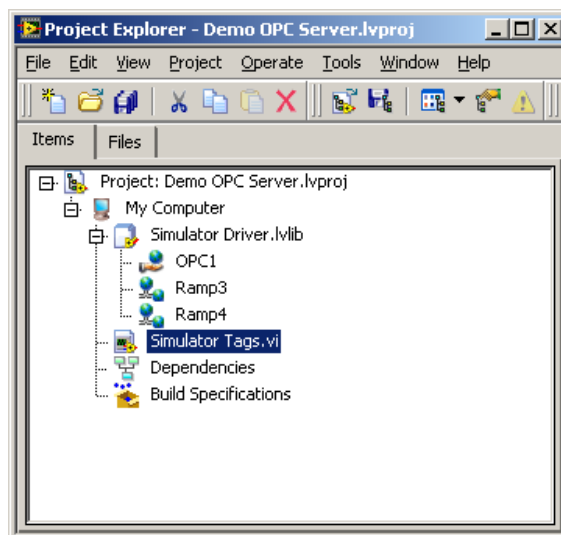 Project Explorer - Demo OPC Server.lvproj
File Edit View Project Operate Tools Window Help
Items Files
Project: Demo OPC Server.lvproj
My Computer
Simulator Driver.lvlib
OPC1
Ramp3
Ramp4
Simulator Tags.vi
Dependencies
Build Specifications